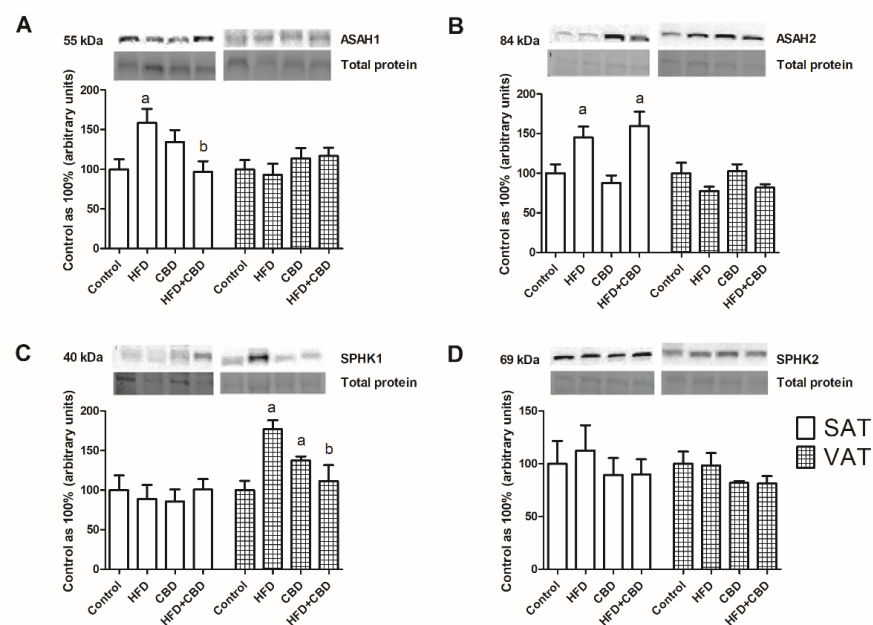 A
55 kDa
ASAH1
Total protein
Control as 100% (arbitrary units)
200
150
100
50
0
a
b
Control
HFD
CBD
HFD+CBD
Control
HFD
CBD
HFD+CBD
B
84 kDa
ASAH2
Total protein
Control as 100% (arbitrary units)
200
150
100
50
0
a
a
Control
HFD
CBD
HFD+CBD
Control
HFD
CBD
HFD+CBD
C
40 kDa
SPHK1
Total protein
Control as 100% (arbitrary units)
200
150
100
50
0
a
a
b
Control
HFD
CBD
HFD+CBD
Control
HFD
CBD
HFD+CBD
D
69 kDa
SPHK2
Total protein
Control as 100% (arbitrary units)
150
100
50
0
Control
HFD
CBD
HFD+CBD
Control
HFD
CBD
HFD+CBD
SAT
VAT